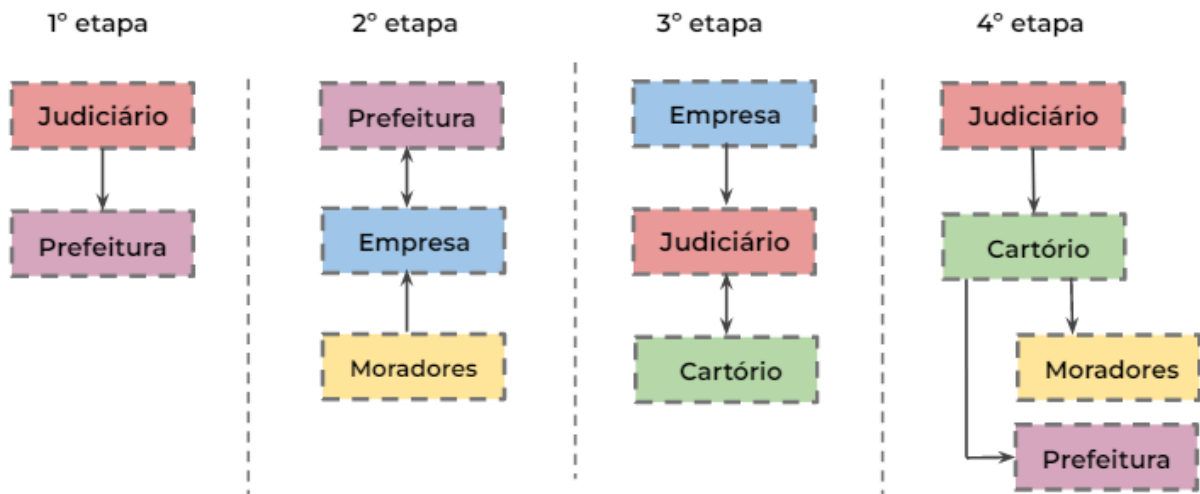 1º etapa
Judiciário
Prefeitura
2º etapa
Prefeitura
Empresa
Moradores
3º etapa
Empresa
Judiciário
Cartório
4º etapa
Judiciário
Cartório
Moradores
Prefeitura